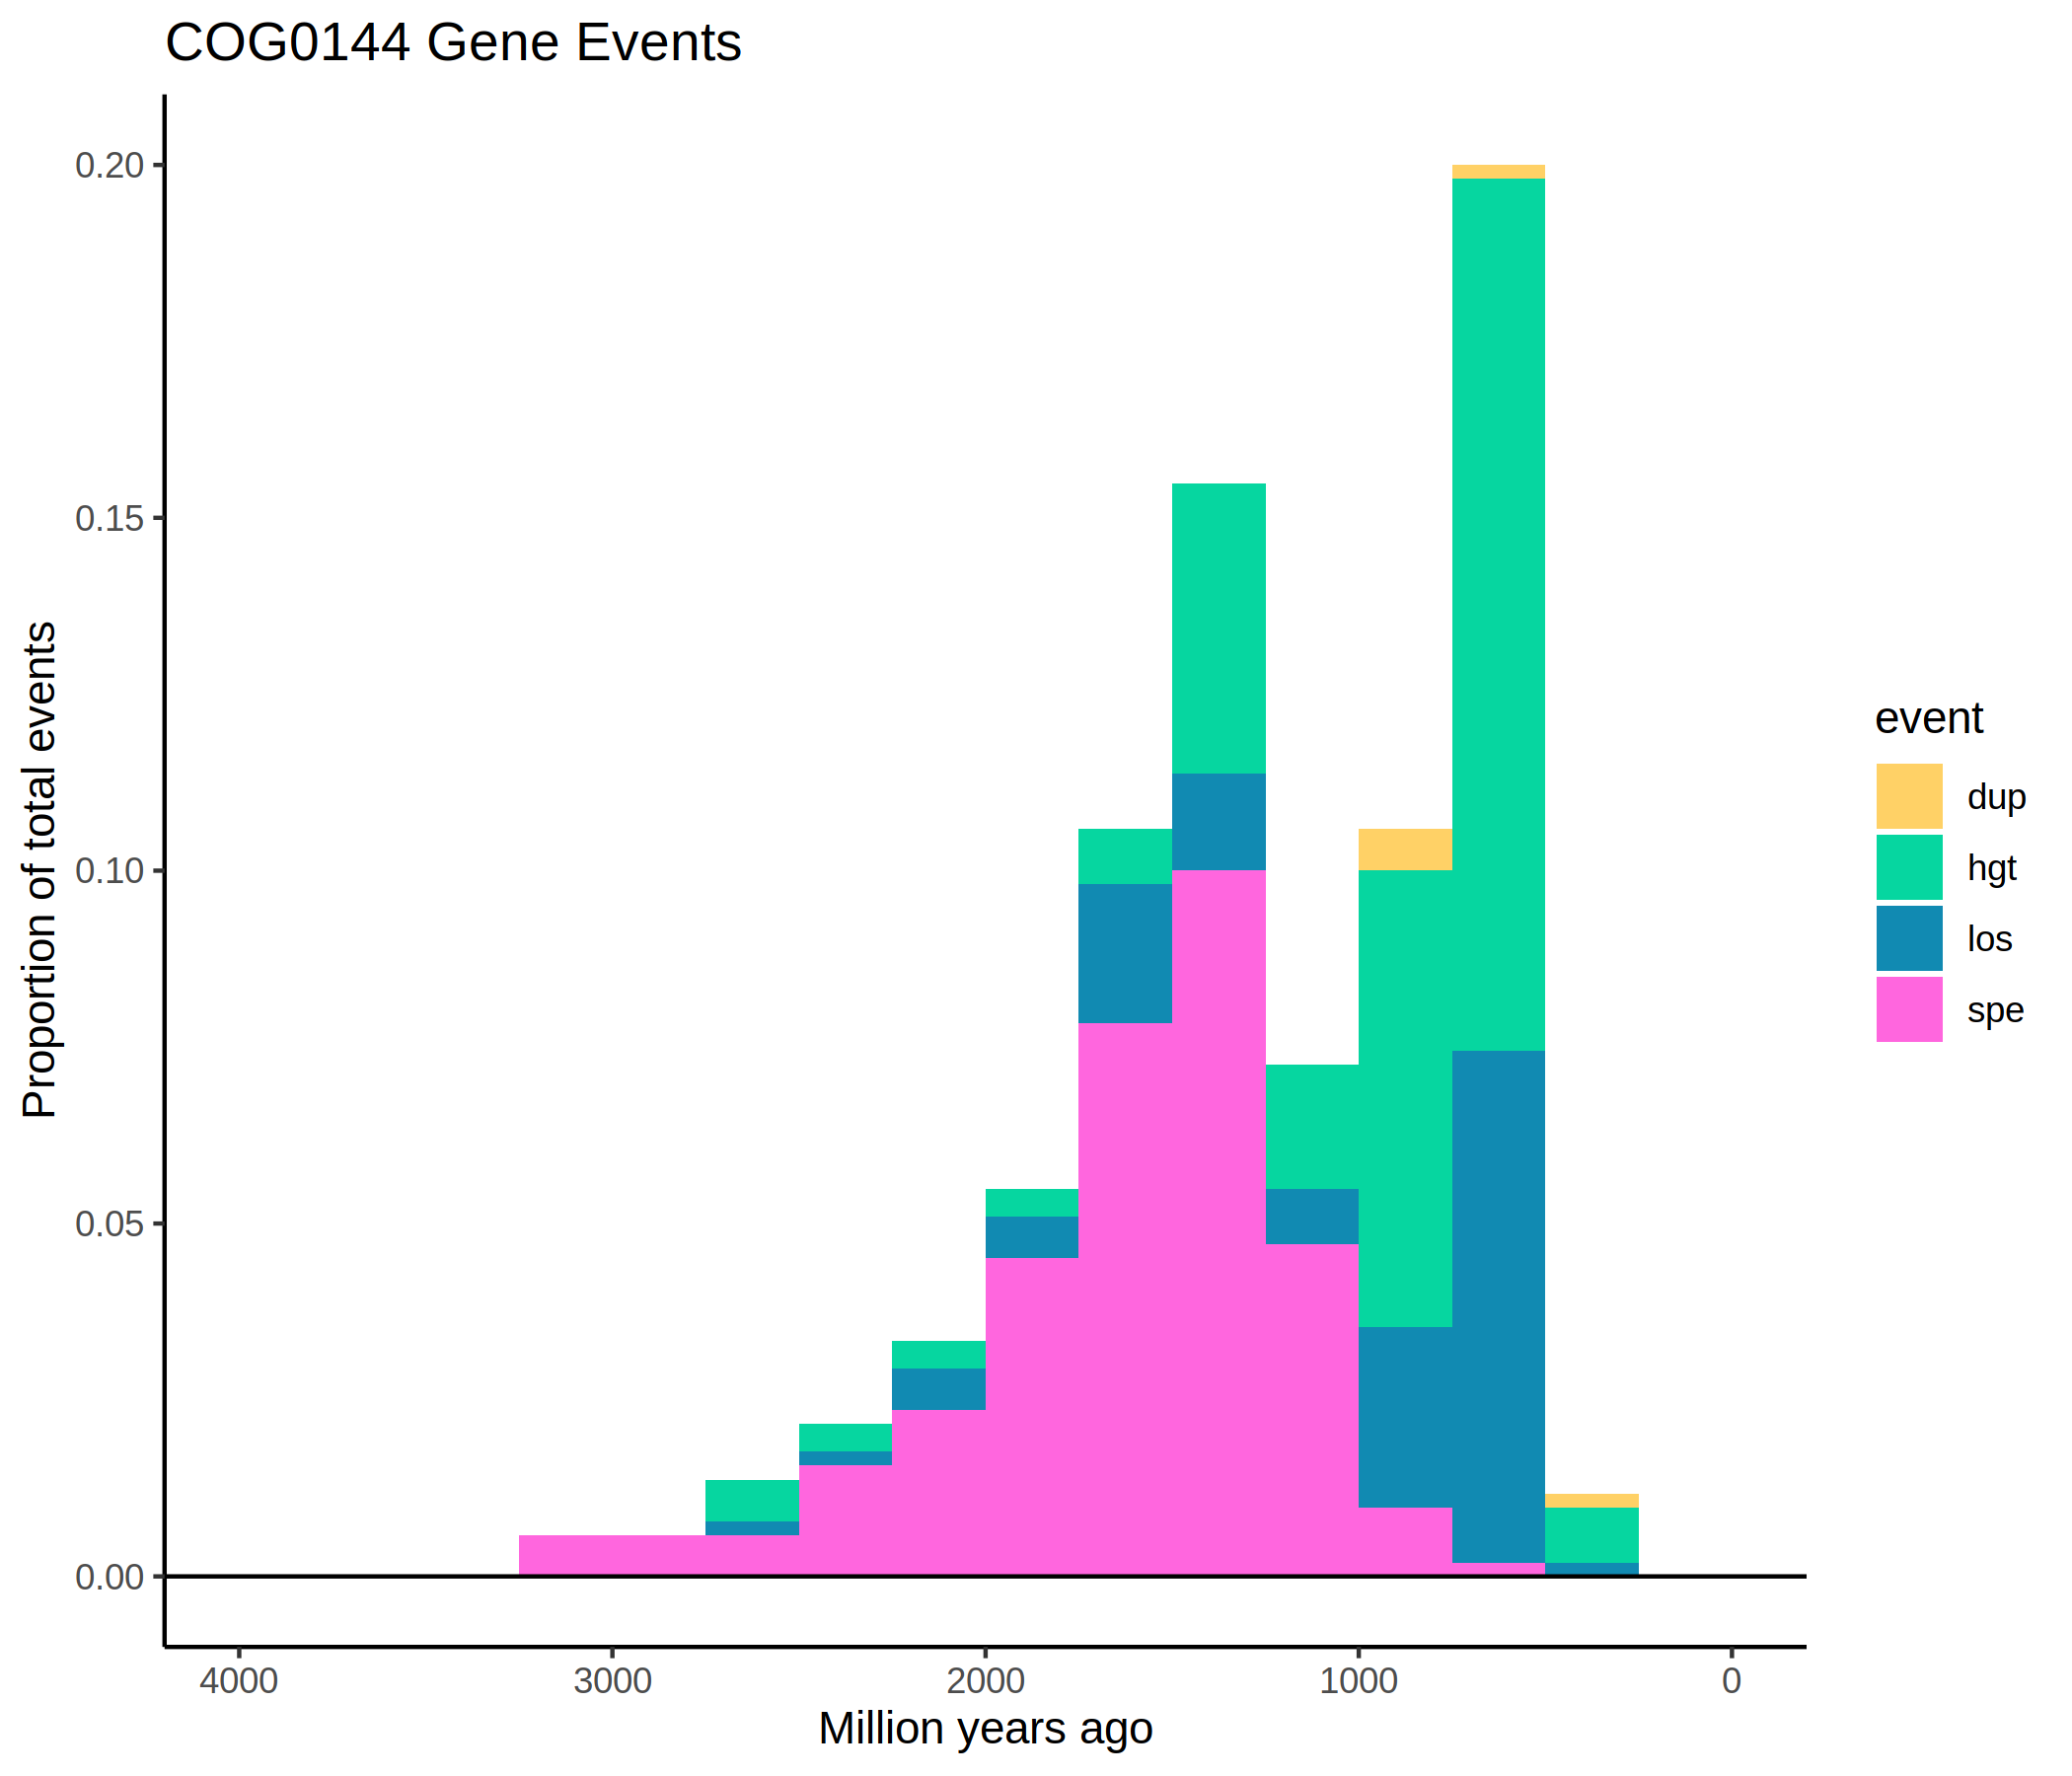 COG0144 Gene Events
Proportion of total events
0.20
0.15
0.10
0.05
0.00
4000 3000 2000 1000 0
Million years ago
event
dup
hgt
los
spe